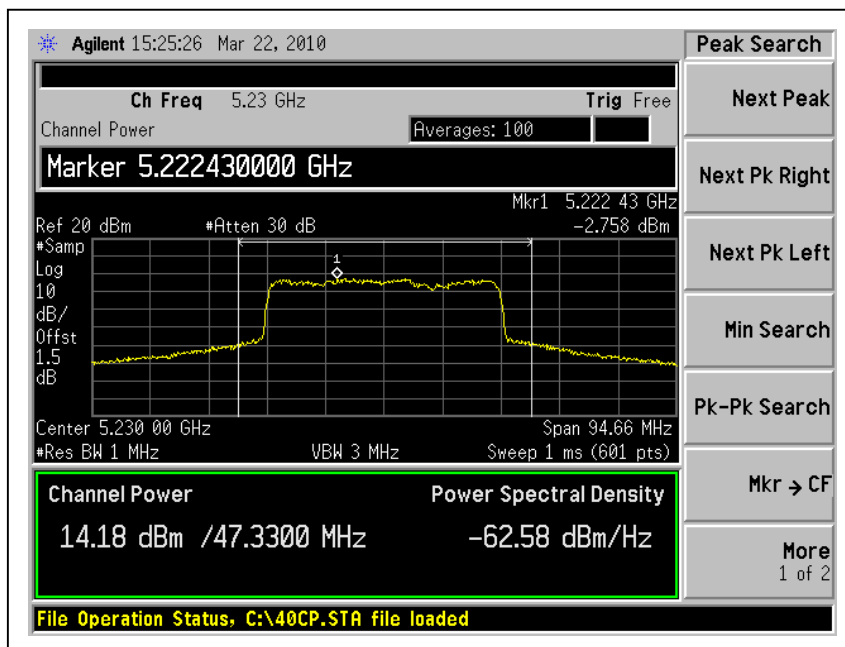 Agilent 15:25:26 Mar 22, 2010
Peak Search
Ch Freq 5.23 GHz Trig Free
Channel Power Averages: 100
Marker 5.222430000 GHz
Mkr1 5.222 43 GHz
Ref 20 dBm #Atten 30 dB -2.758 dBm
#Samp
Log
10
dB/
Offst
1.5
dB
1
Center 5.230 00 GHz Span 94.66 MHz
#Res BW 1 MHz VBW 3 MHz Sweep 1 ms (601 pts)
Channel Power Power Spectral Density
14.18 dBm /47.3300 MHz -62.58 dBm/Hz
File Operation Status, C:\40CP.STA file loaded
Next Peak
Next Pk Right
Next Pk Left
Min Search
Pk-Pk Search
Mkr → CF
More
1 of 2